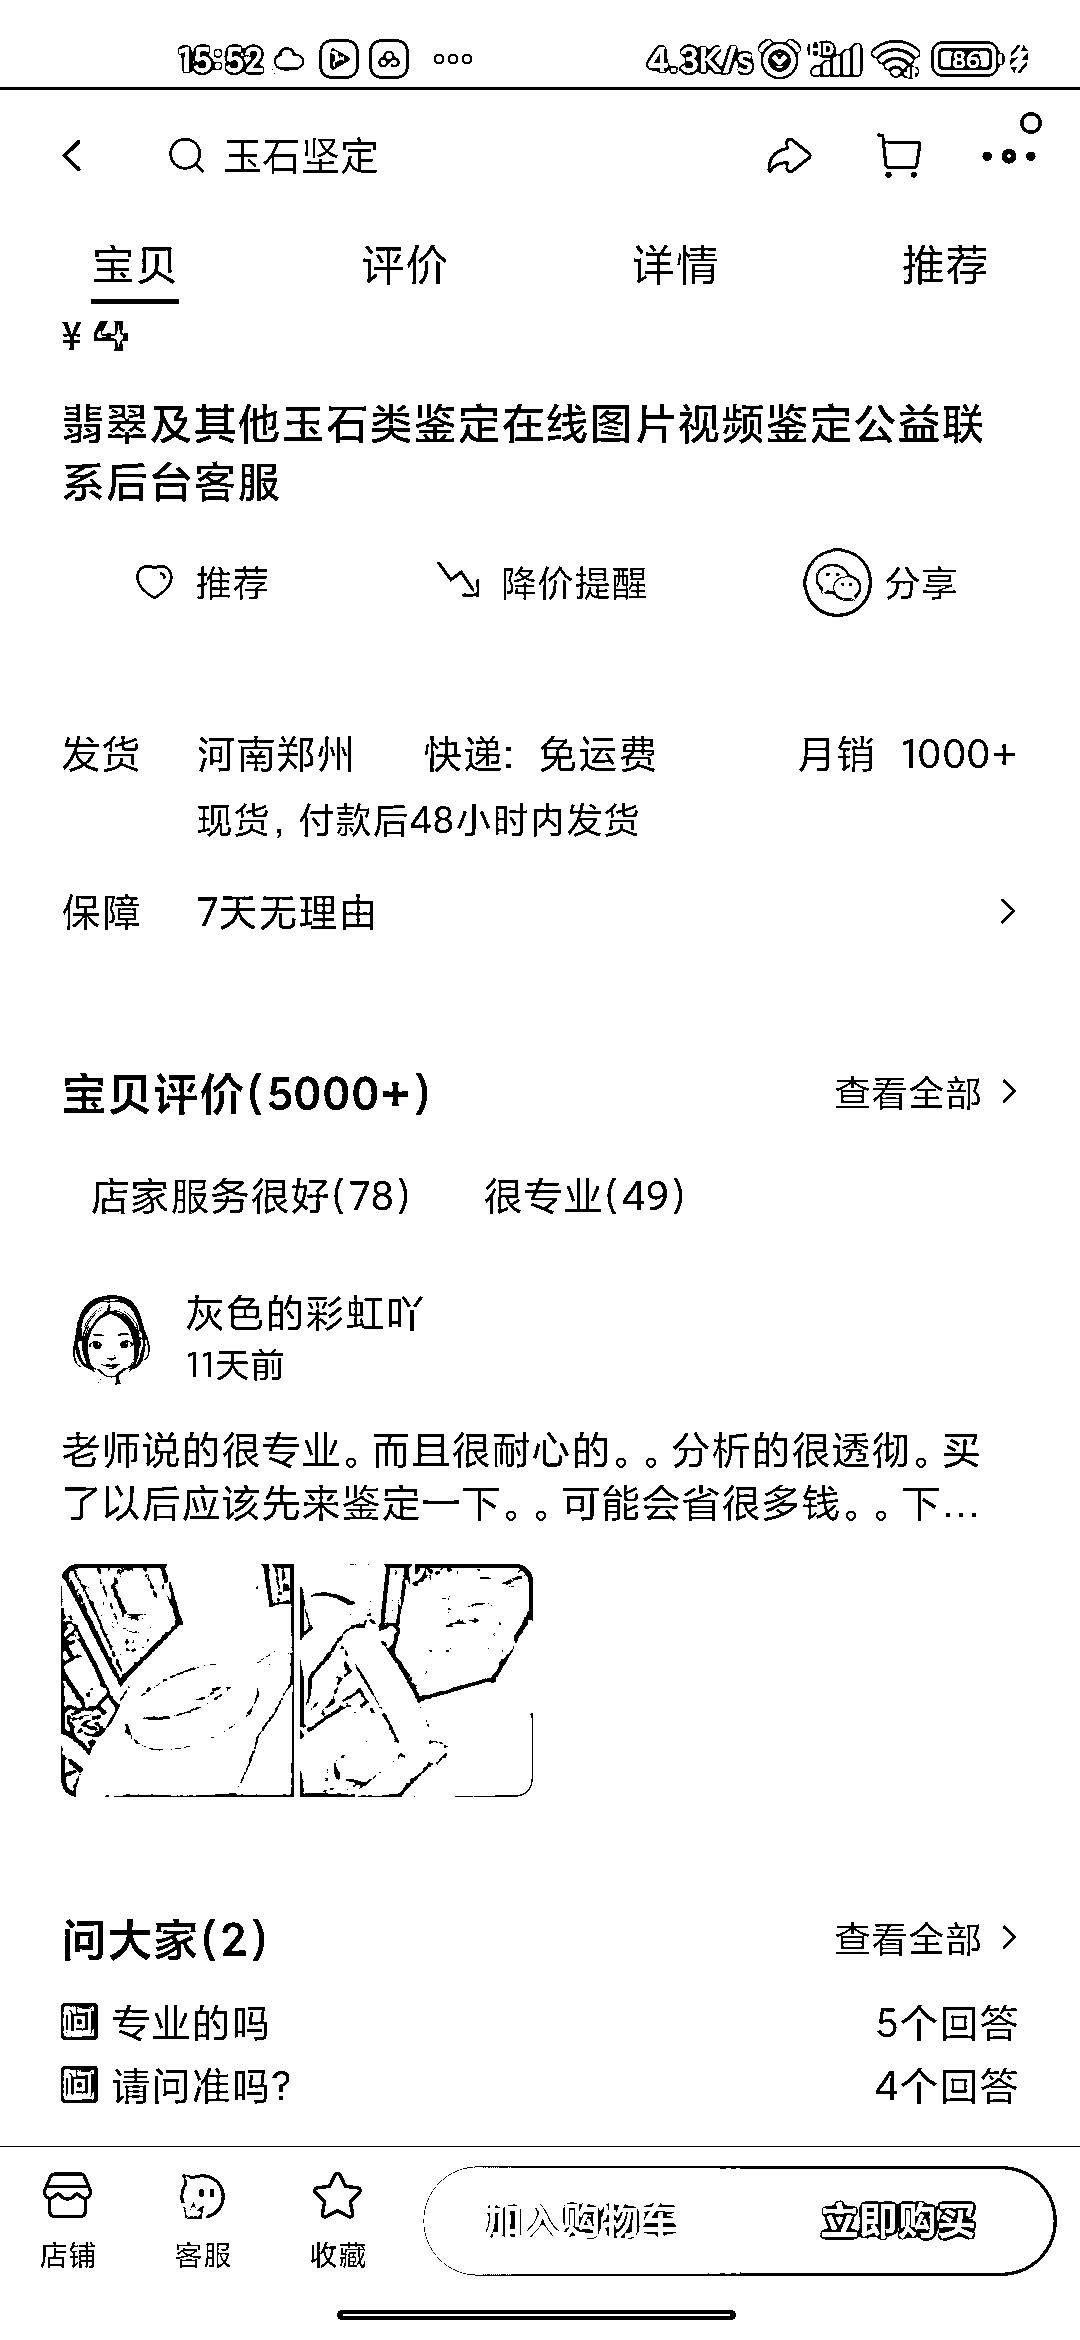 15:52 4.3K/s HD 86
玉石坚定
宝贝 评价 详情 推荐
¥ 4
翡翠及其他玉石类鉴定在线图片视频鉴定公益联
系后台客服
推荐 降价提醒 分享
发货 河南郑州 快递: 免运费 月销 1000+
现货, 付款后48小时内发货
保障 7天无理由
宝贝评价(5000+) 查看全部
店家服务很好(78) 很专业(49)
灰色的彩虹吖
11天前
老师说的很专业。而且很耐心的。。分析的很透彻。买
了以后应该先来鉴定一下。。可能会省很多钱。。下...
问大家(2) 查看全部
问 专业的吗 5个回答
问 请问准吗? 4个回答
加入购物车 立即购买
店铺 客服 收藏